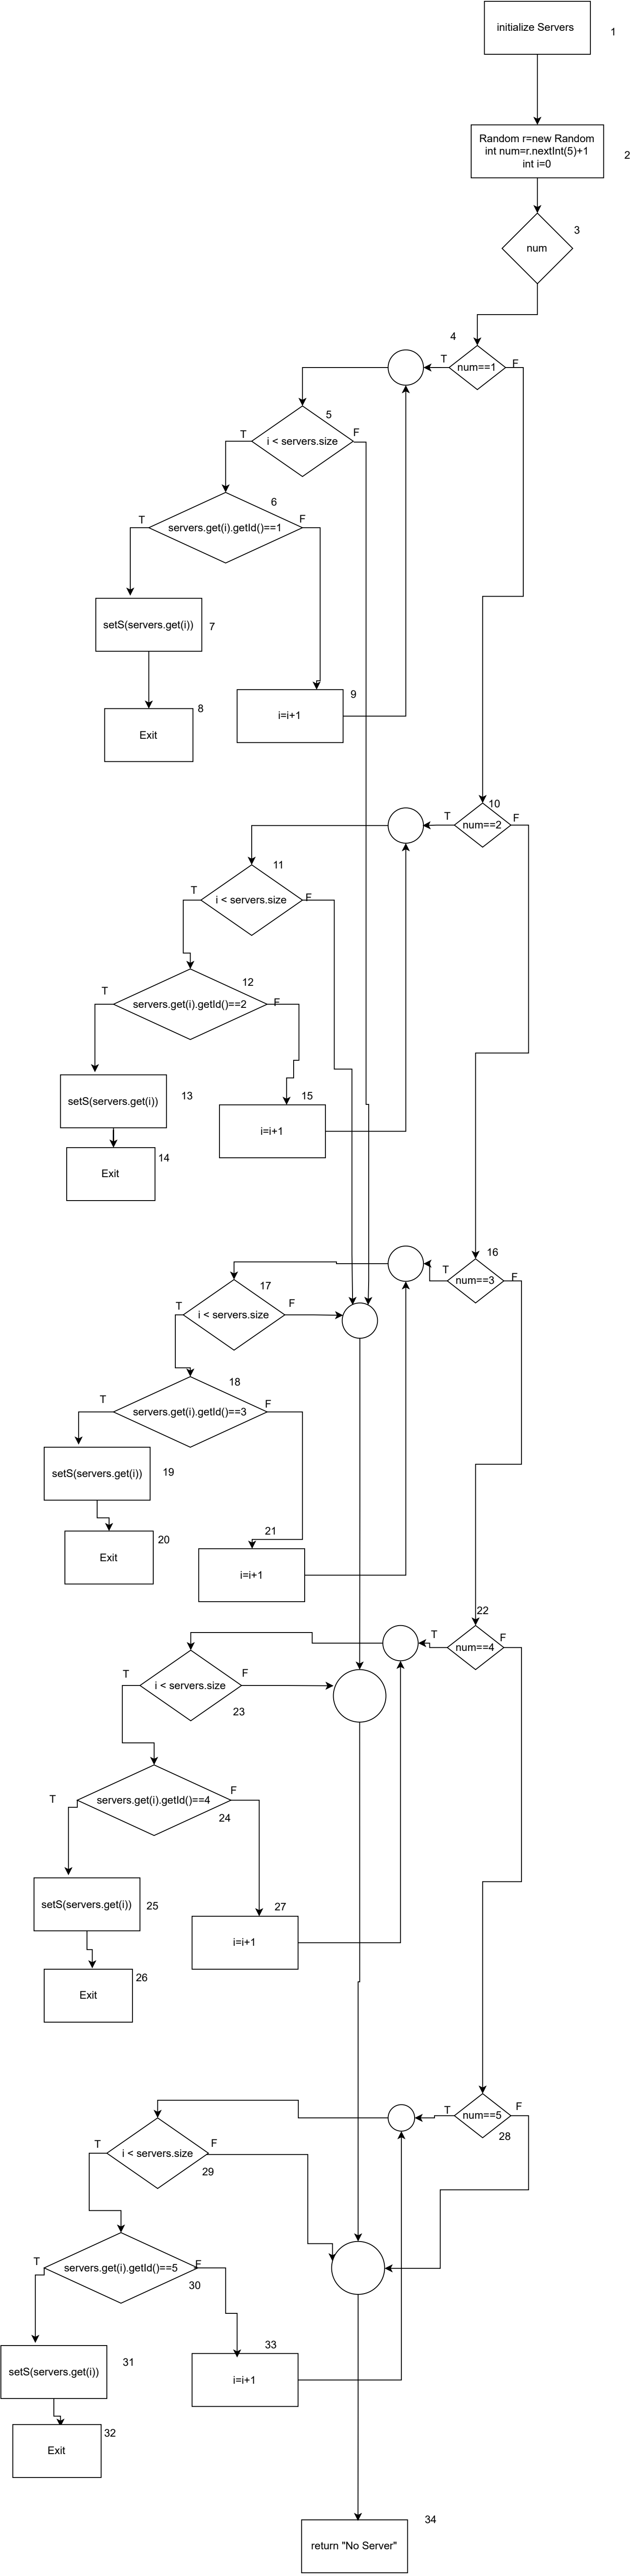 initialize Servers
1
Random r=new Random
int num=r.nextInt(5)+1
int i=0
2
3
num
4
T
num==1
F
5
T
i < servers.size
F
6
T
servers.get(i).getId()==1
F
setS(servers.get(i))
7
8
Exit
9
i=i+1
10
T
num==2
F
11
T
i < servers.size
F
12
T
servers.get(i).getId()==2
F
setS(servers.get(i))
13
15
i=i+1
14
Exit
16
T
num==3
F
17
T
i < servers.size
F
18
T
servers.get(i).getId()==3
F
setS(servers.get(i))
19
20
Exit
21
i=i+1
22
T
num==4
F
T
i < servers.size
F
23
T
servers.get(i).getId()==4
F
24
setS(servers.get(i))
25
27
i=i+1
26
Exit
T
num==5
F
28
T
i < servers.size
F
29
T
servers.get(i).getId()==5
F
30
setS(servers.get(i))
31
33
i=i+1
32
Exit
34
return "No Server"